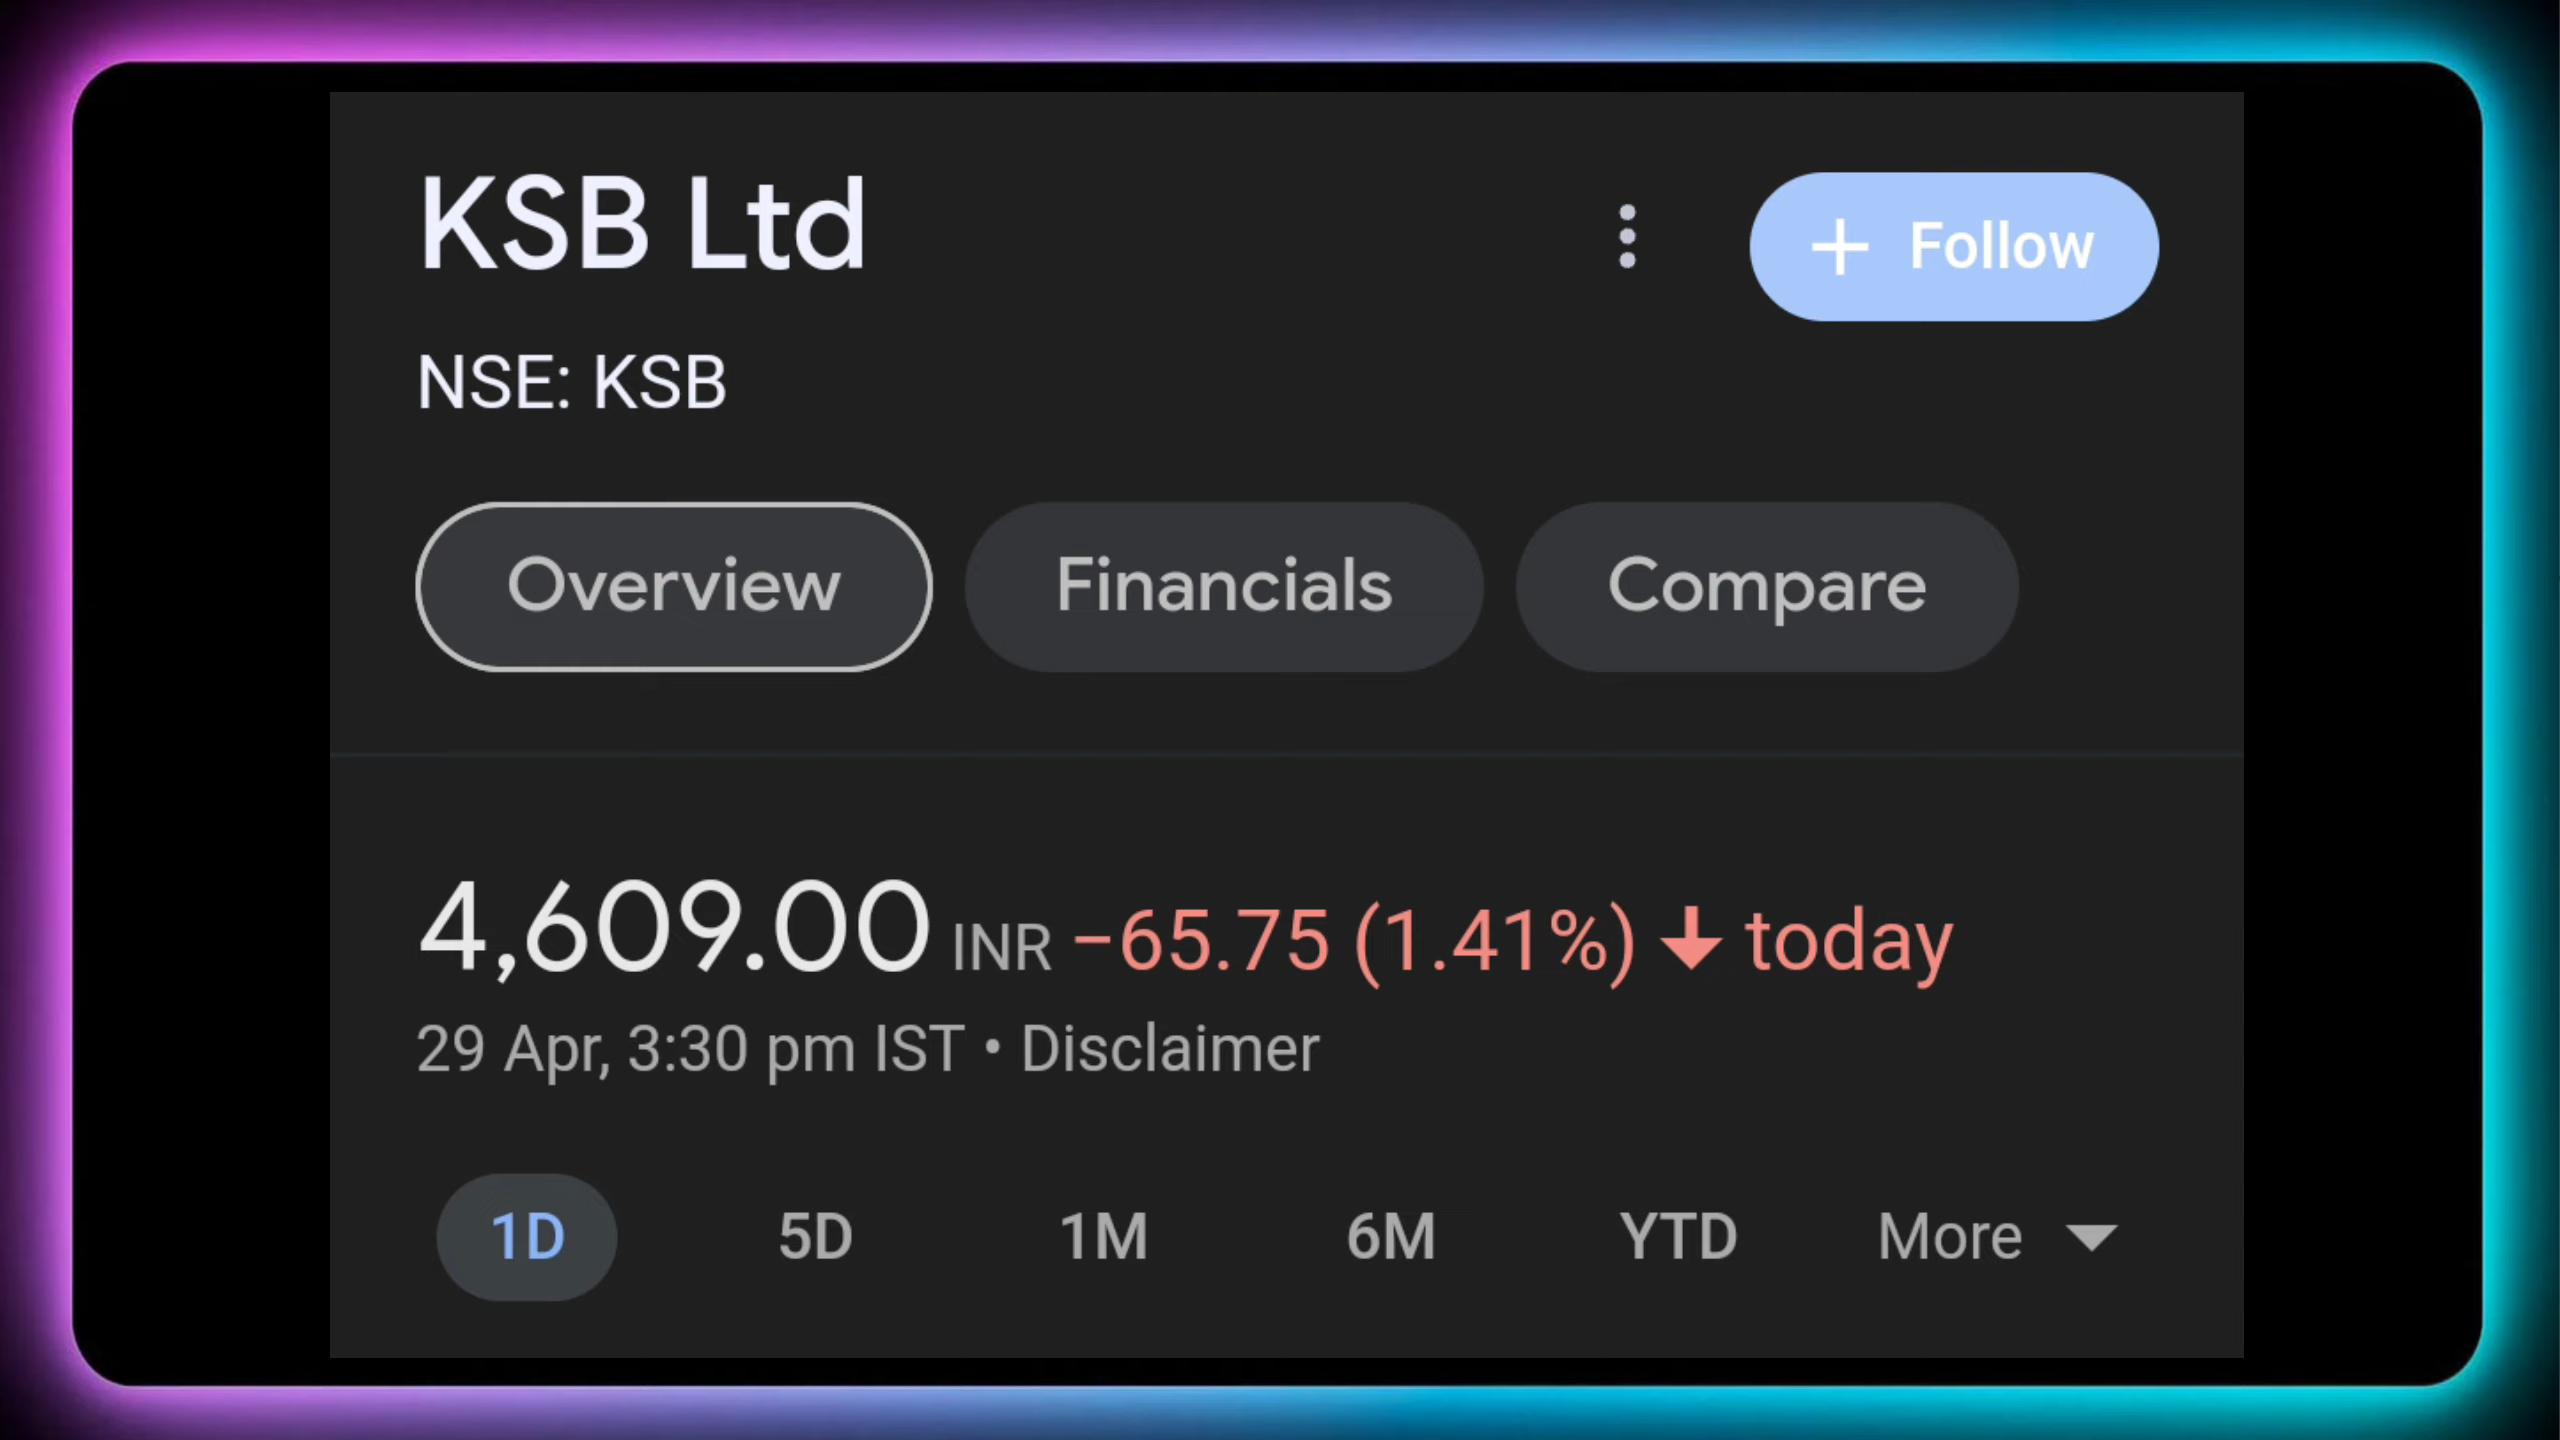 KSB Ltd
+ Follow
NSE: KSB
Overview Financials Compare
4,609.00 INR −65.75 (1.41%) ↓ today
29 Apr, 3:30 pm IST • Disclaimer
1D 5D 1M 6M YTD More